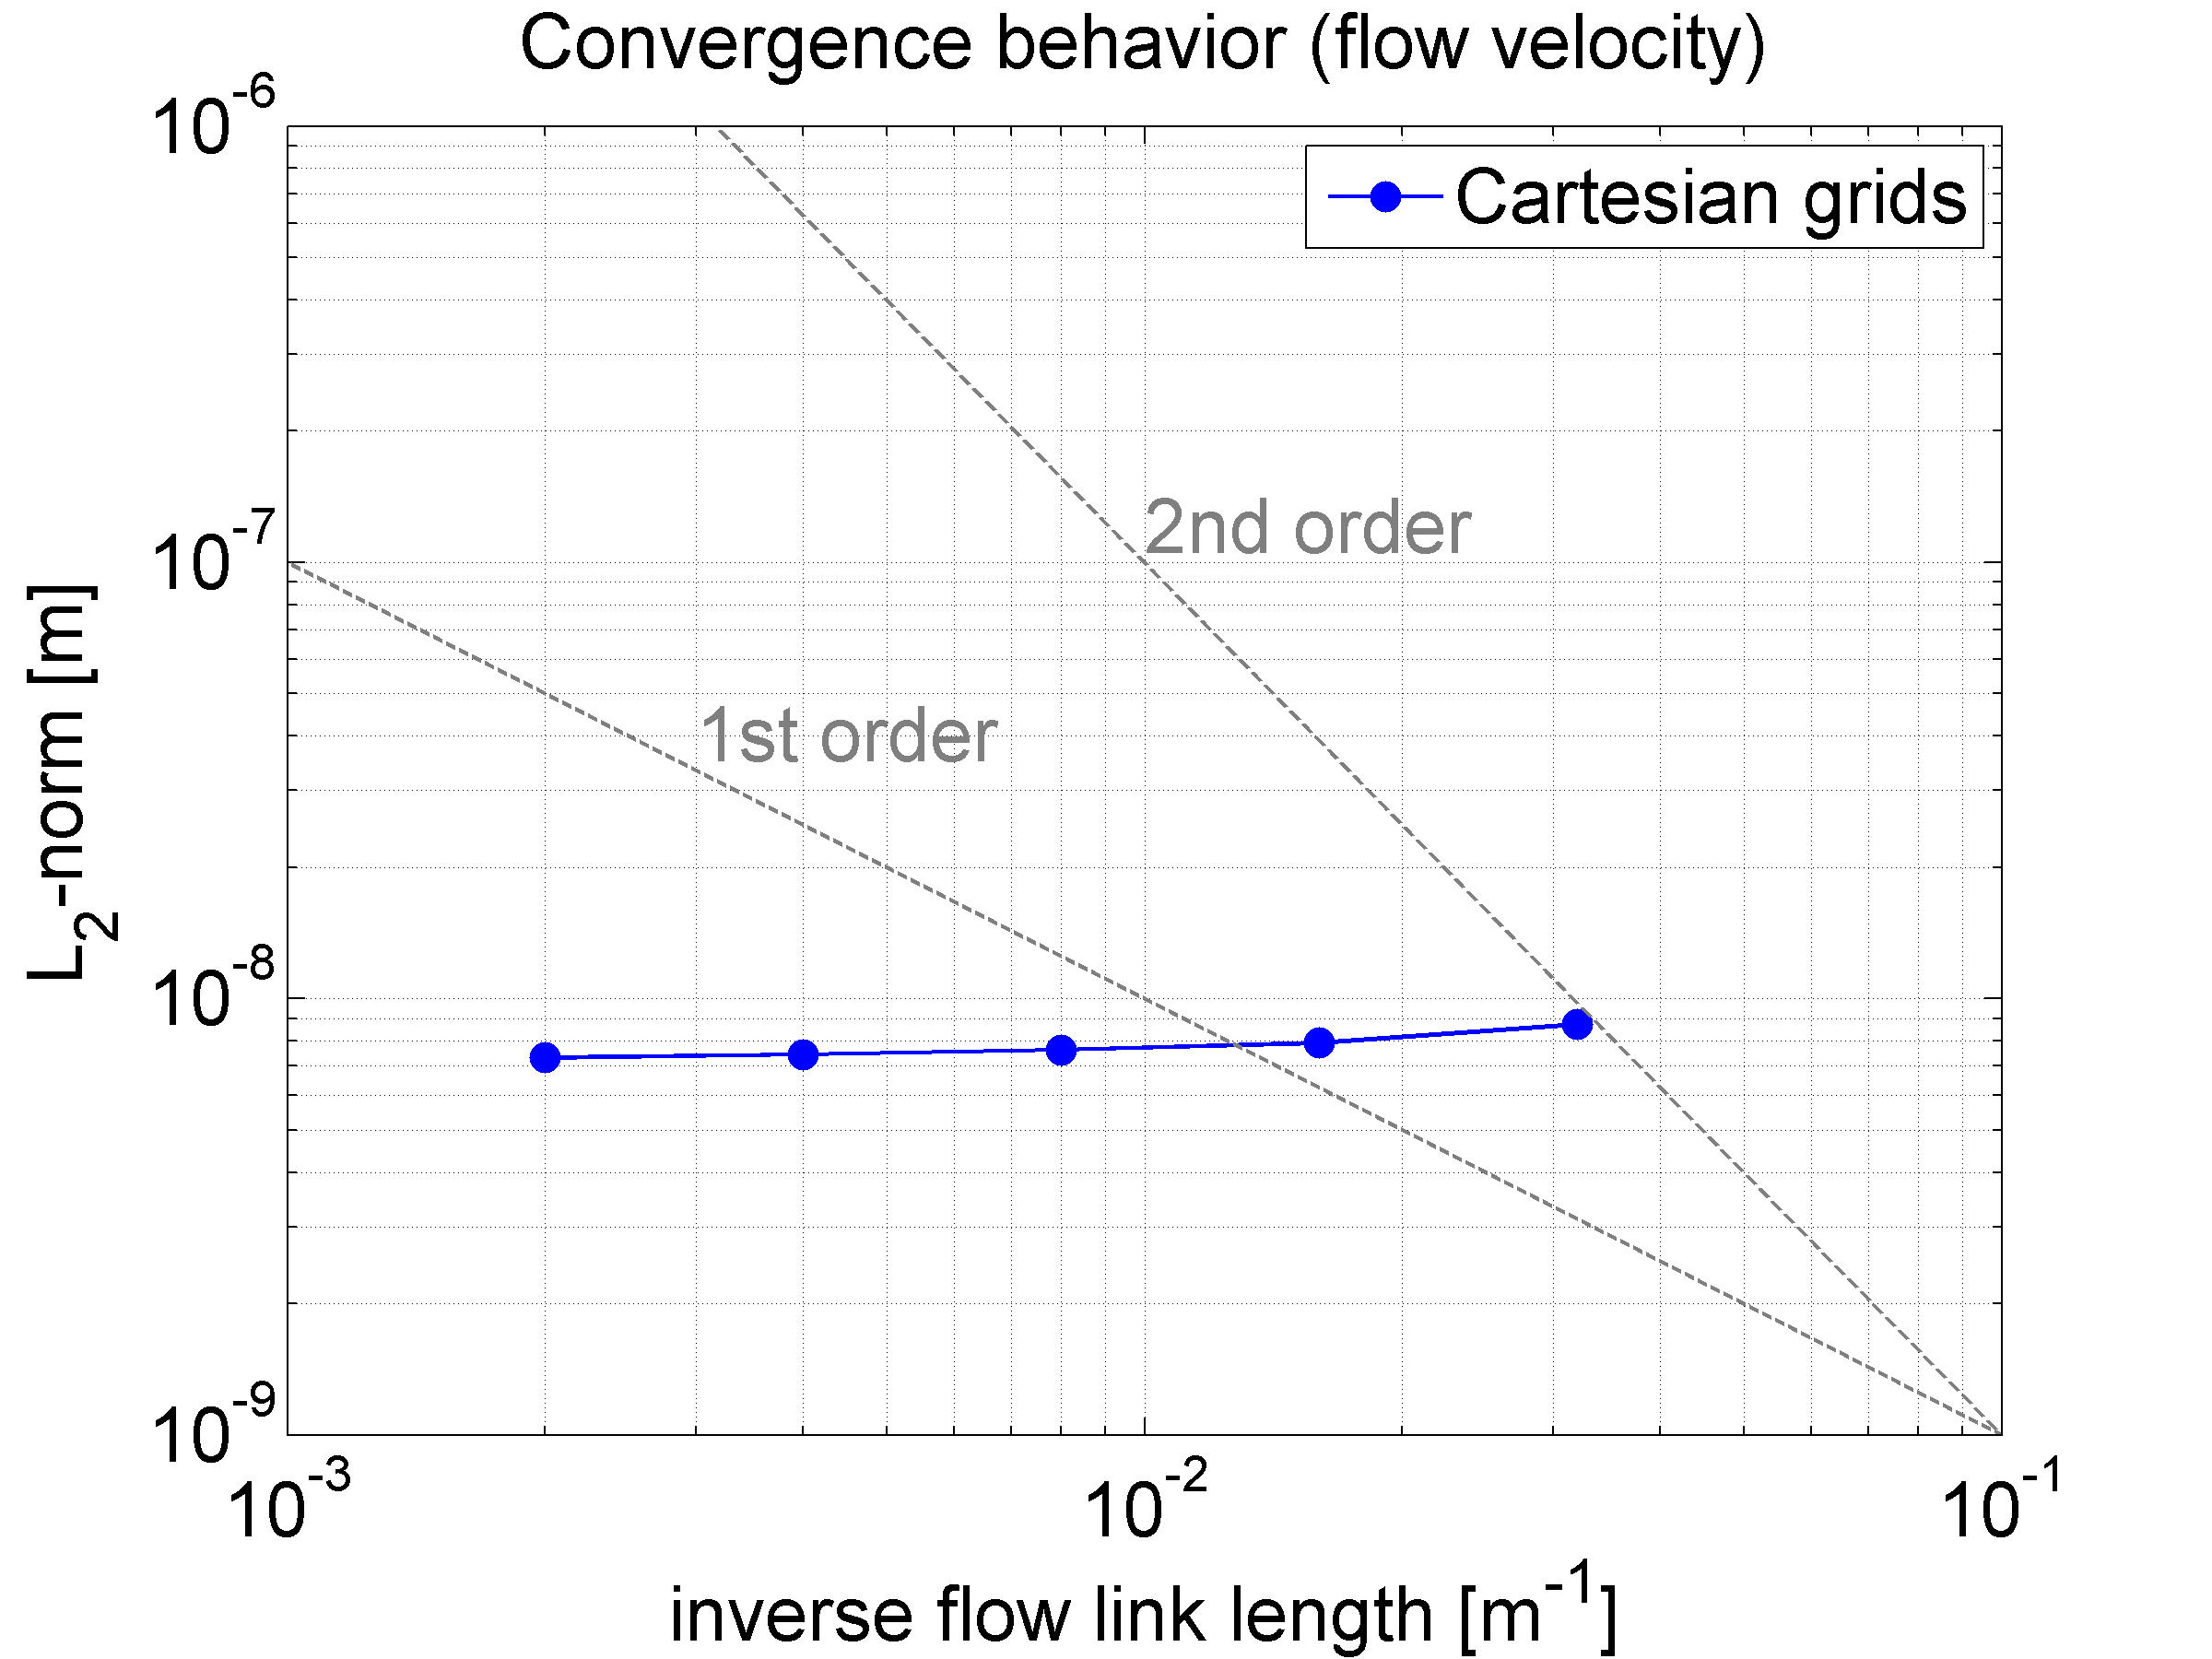 Convergence behavior (flow velocity)
10^-6
Cartesian grids
10^-7
2nd order
1st order
10^-8
10^-9
L_2-norm [m]
10^-3
10^-2
10^-1
inverse flow link length [m^-1]